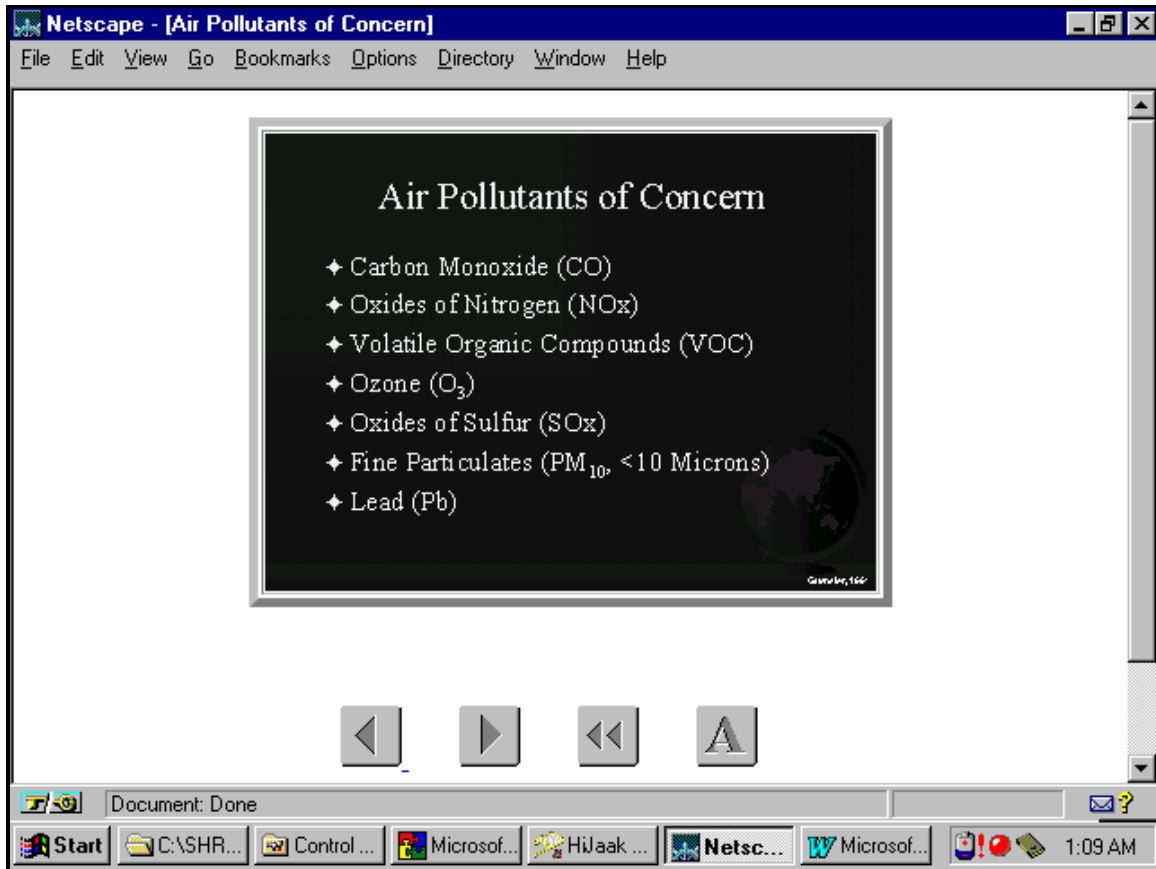 Netscape - [Air Pollutants of Concern]
File Edit View Go Bookmarks Options Directory Window Help
Air Pollutants of Concern
Carbon Monoxide (CO)
Oxides of Nitrogen (NOx)
Volatile Organic Compounds (VOC)
Ozone (O₃)
Oxides of Sulfur (SOx)
Fine Particulates (PM₁₀, <10 Microns)
Lead (Pb)
A
Document: Done
Start C:\SHR... Control ... Microsof... HiJaak ... Netsc... Microsof... 1:09 AM